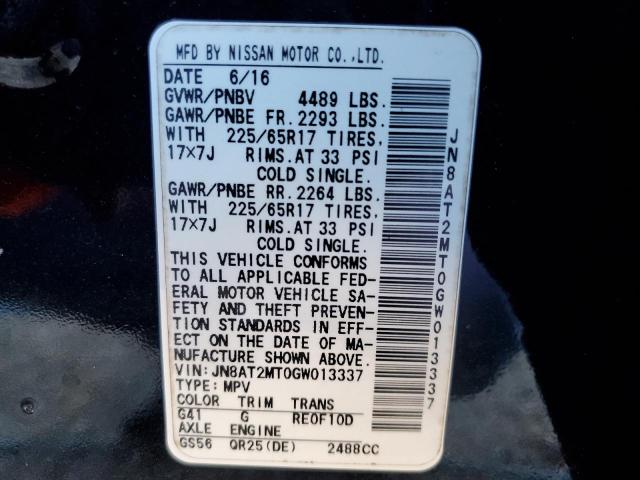 MFD BY NISSAN MOTOR CO.,LTD.
DATE 6/16
GVWR/PNBV 4489 LBS.
GAWR/PNBE FR.2293 LBS.
WITH 225/65R17 TIRES,
17×7J RIMS.AT 33 PSI
COLD SINGLE.
GAWR/PNBE RR.2264 LBS.
WITH 225/65R17 TIRES,
17×7J RIMS.AT 33 PSI
COLD SINGLE.
THIS VEHICLE CONFORMS
TO ALL APPLICABLE FED-
ERAL MOTOR VEHICLE SA-
FETY AND THEFT PREVEN-
TION STANDARDS IN EFF-
ECT ON THE DATE OF MA-
NUFACTURE SHOWN ABOVE.
VIN: JN8AT2MT0GW013337
TYPE: MPV
COLOR TRIM TRANS
G41 G RE0F10D
AXLE ENGINE
GS56 QR25(DE) 2488CC
JN8AT2MT0GW013337